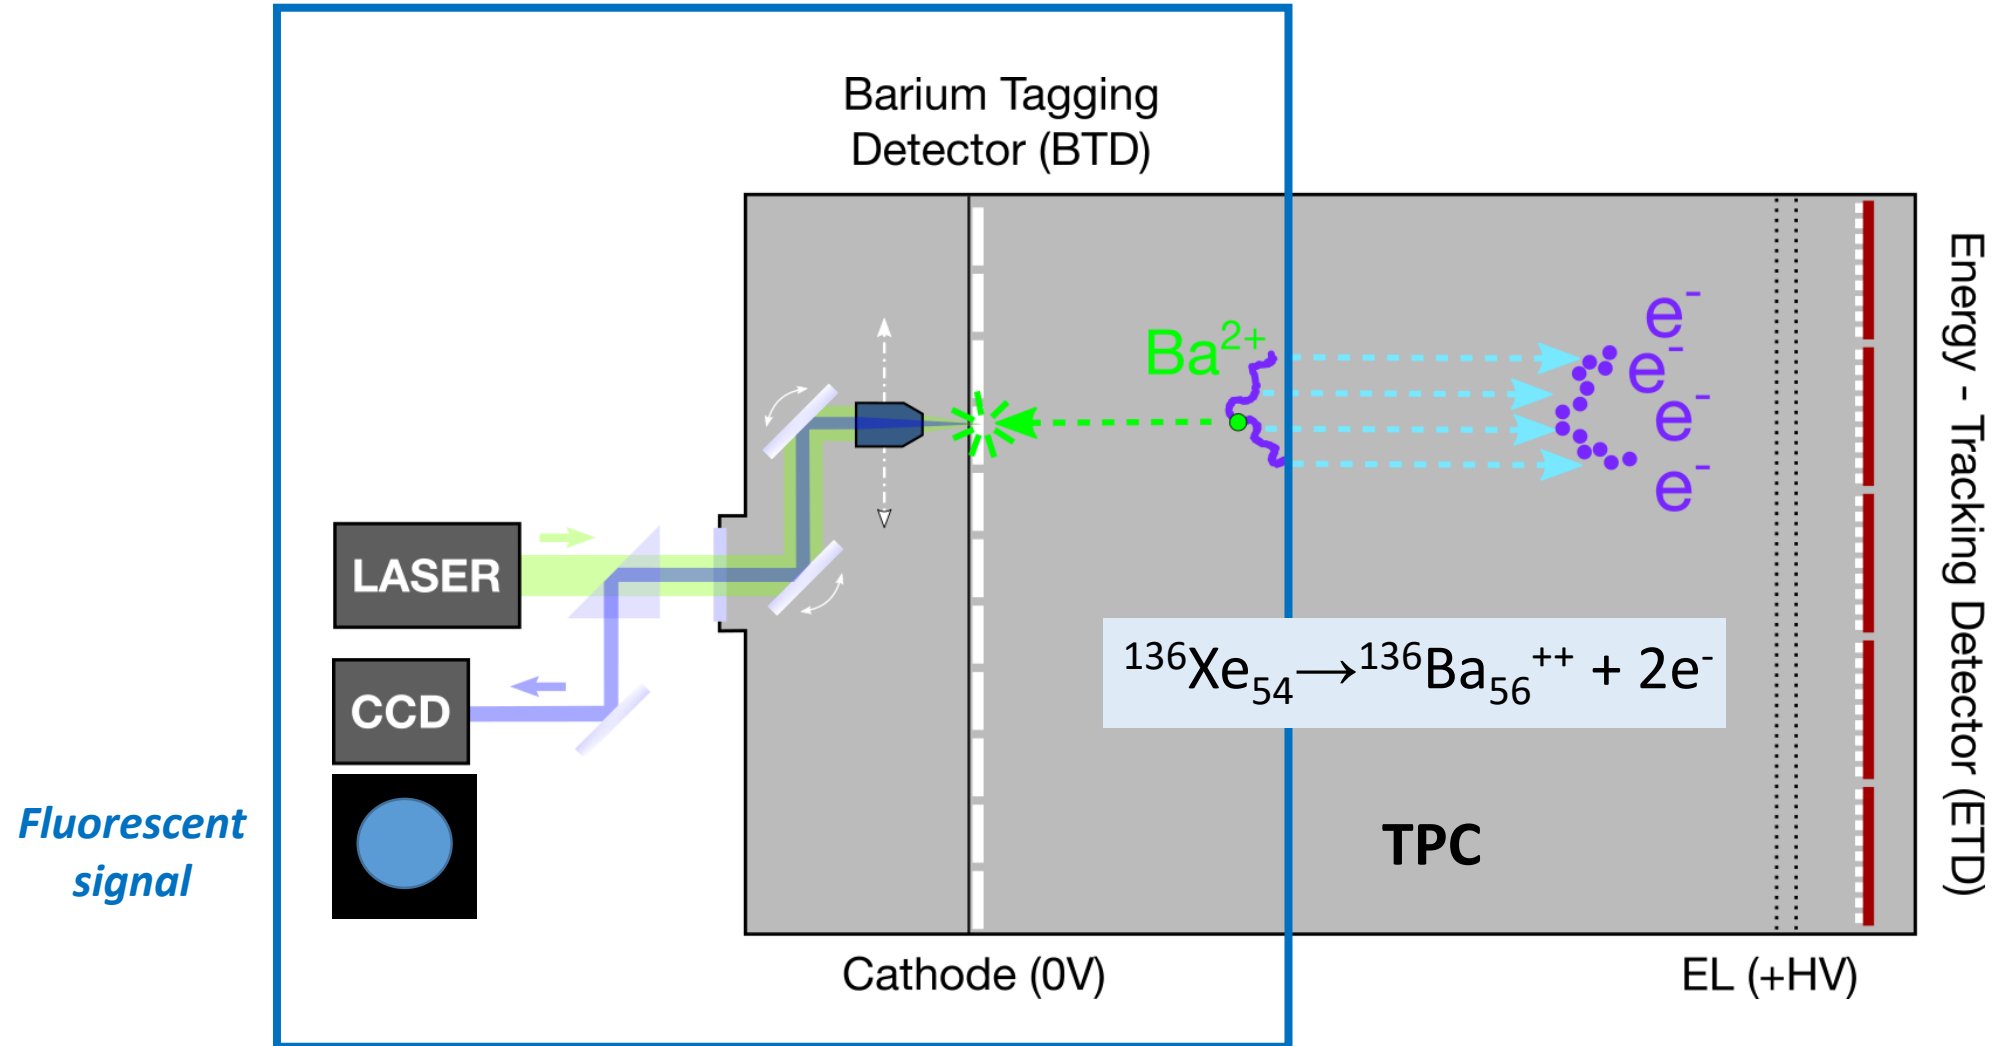 Barium Tagging
Detector (BTD)
Ba²⁺
e⁻
e⁻
e⁻
e⁻
Energy - Tracking Detector (ETD)
LASER
CCD
¹³⁶Xe₅₄→¹³⁶Ba₅₆⁺⁺ + 2e⁻
Fluorescent
signal
TPC
Cathode (0V)
EL (+HV)